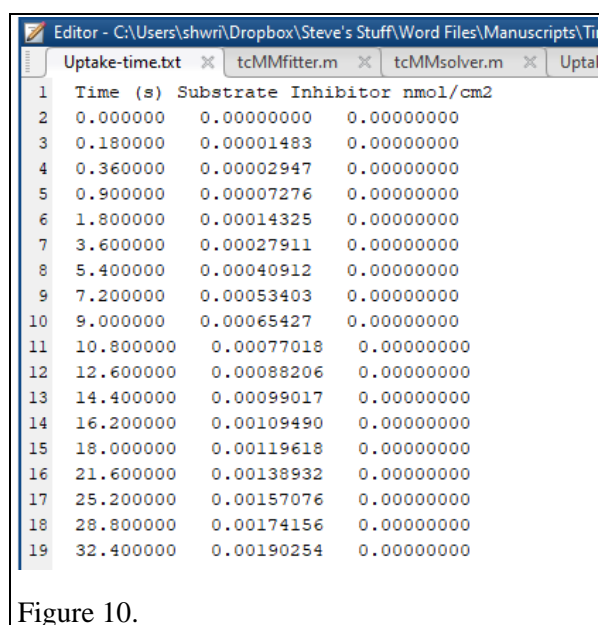 Editor - C:\Users\shwri\Dropbox\Steve's Stuff\Word Files\Manuscripts\Ti
Uptake-time.txt tcMMfitter.m tcMMsolver.m Uptal
1 Time (s) Substrate Inhibitor nmol/cm2
2 0.000000 0.00000000 0.00000000
3 0.180000 0.00001483 0.00000000
4 0.360000 0.00002947 0.00000000
5 0.900000 0.00007276 0.00000000
6 1.800000 0.00014325 0.00000000
7 3.600000 0.00027911 0.00000000
8 5.400000 0.00040912 0.00000000
9 7.200000 0.00053403 0.00000000
10 9.000000 0.00065427 0.00000000
11 10.800000 0.00077018 0.00000000
12 12.600000 0.00088206 0.00000000
13 14.400000 0.00099017 0.00000000
14 16.200000 0.00109490 0.00000000
15 18.000000 0.00119618 0.00000000
16 21.600000 0.00138932 0.00000000
17 25.200000 0.00157076 0.00000000
18 28.800000 0.00174156 0.00000000
19 32.400000 0.00190254 0.00000000
Figure 10.